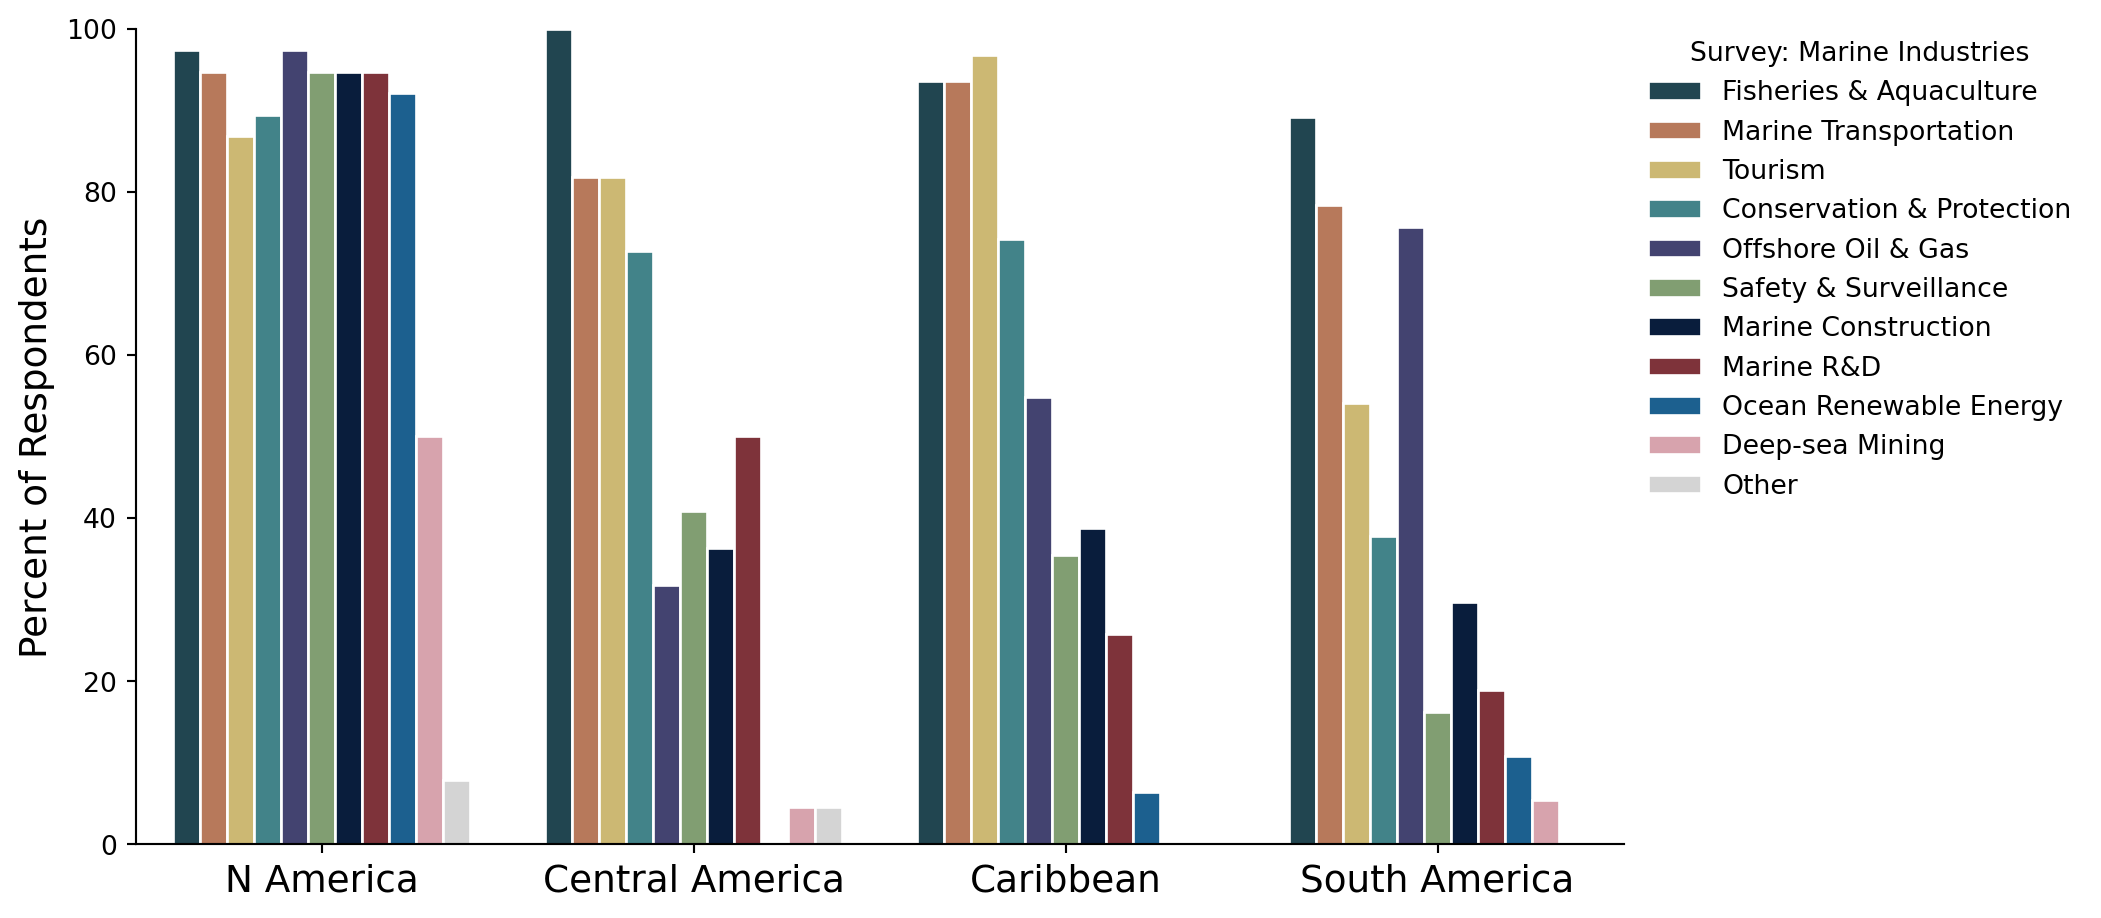 Percent of Respondents
100
80
60
40
20
0
N America
Central America
Caribbean
South America
Survey: Marine Industries
Fisheries & Aquaculture
Marine Transportation
Tourism
Conservation & Protection
Offshore Oil & Gas
Safety & Surveillance
Marine Construction
Marine R&D
Ocean Renewable Energy
Deep-sea Mining
Other